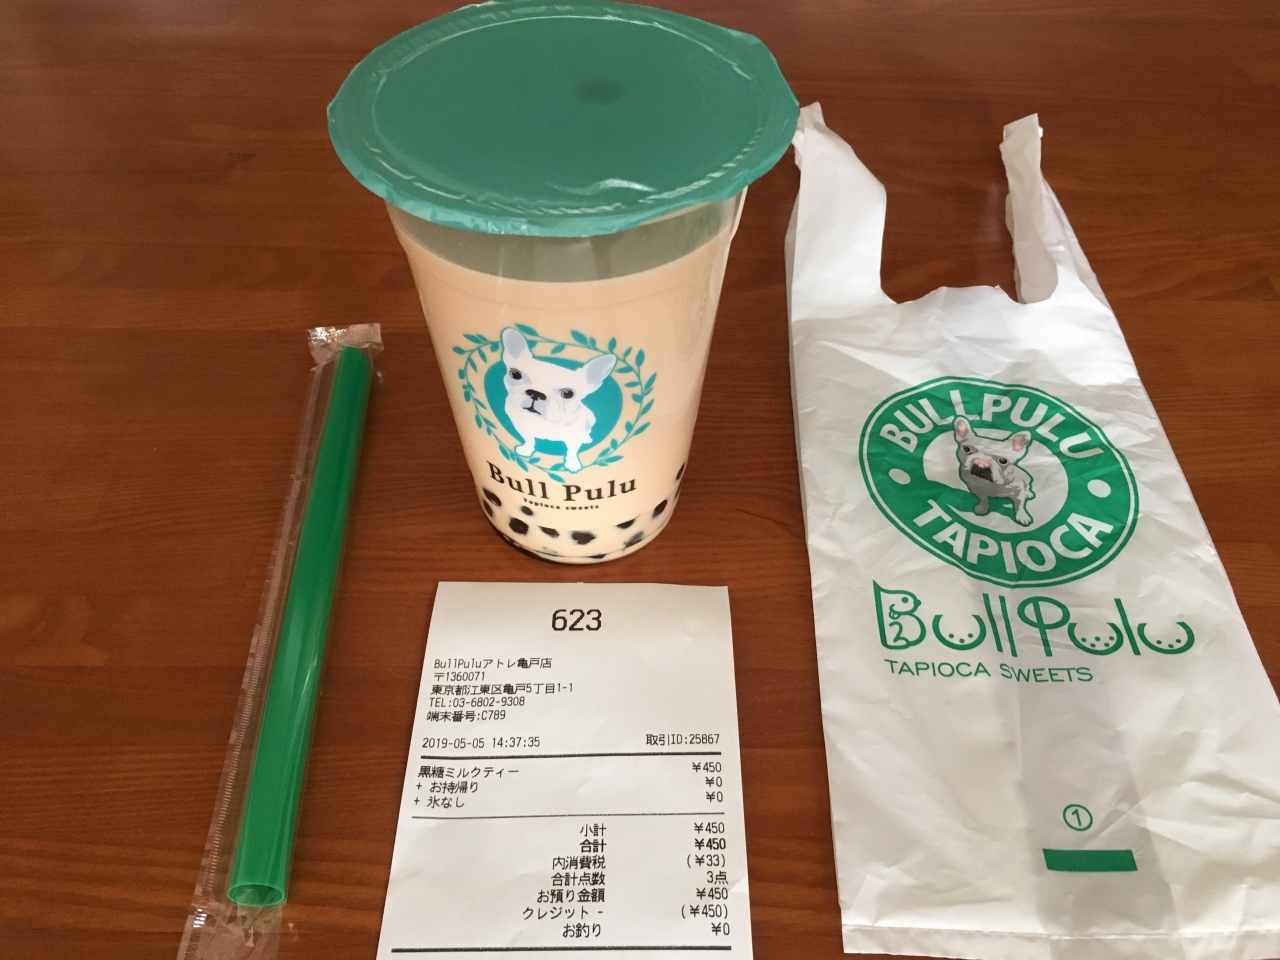 Bull Pulu
Tapioca sweets
BULLPULU
TAPIOCA
BullPulu
TAPIOCA SWEETS
1
623
BullPuluアトレ亀戸店
〒1360071
東京都江東区亀戸5丁目1-1
TEL:03-6802-9308
端末番号:C789
2019-05-05 14:37:35 取引ID:25867
黒糖ミルクティー ¥450
+ お持帰り ¥0
+ 氷なし ¥0
小計 ¥450
合計 ¥450
内消費税 (¥33)
合計点数 3点
お預り金額 ¥450
クレジット - (¥450)
お釣り ¥0